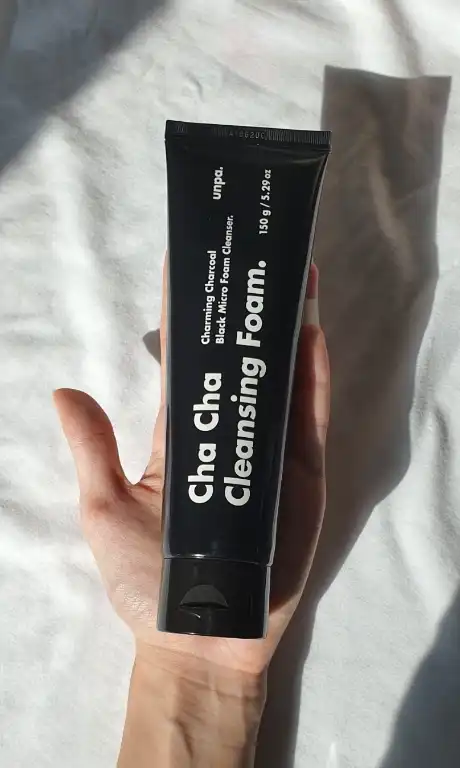 unpa.
Charming Charcoal
Black Micro Foam Cleanser.
150 g / 5.29 oz
Cha Cha
Cleansing Foam.